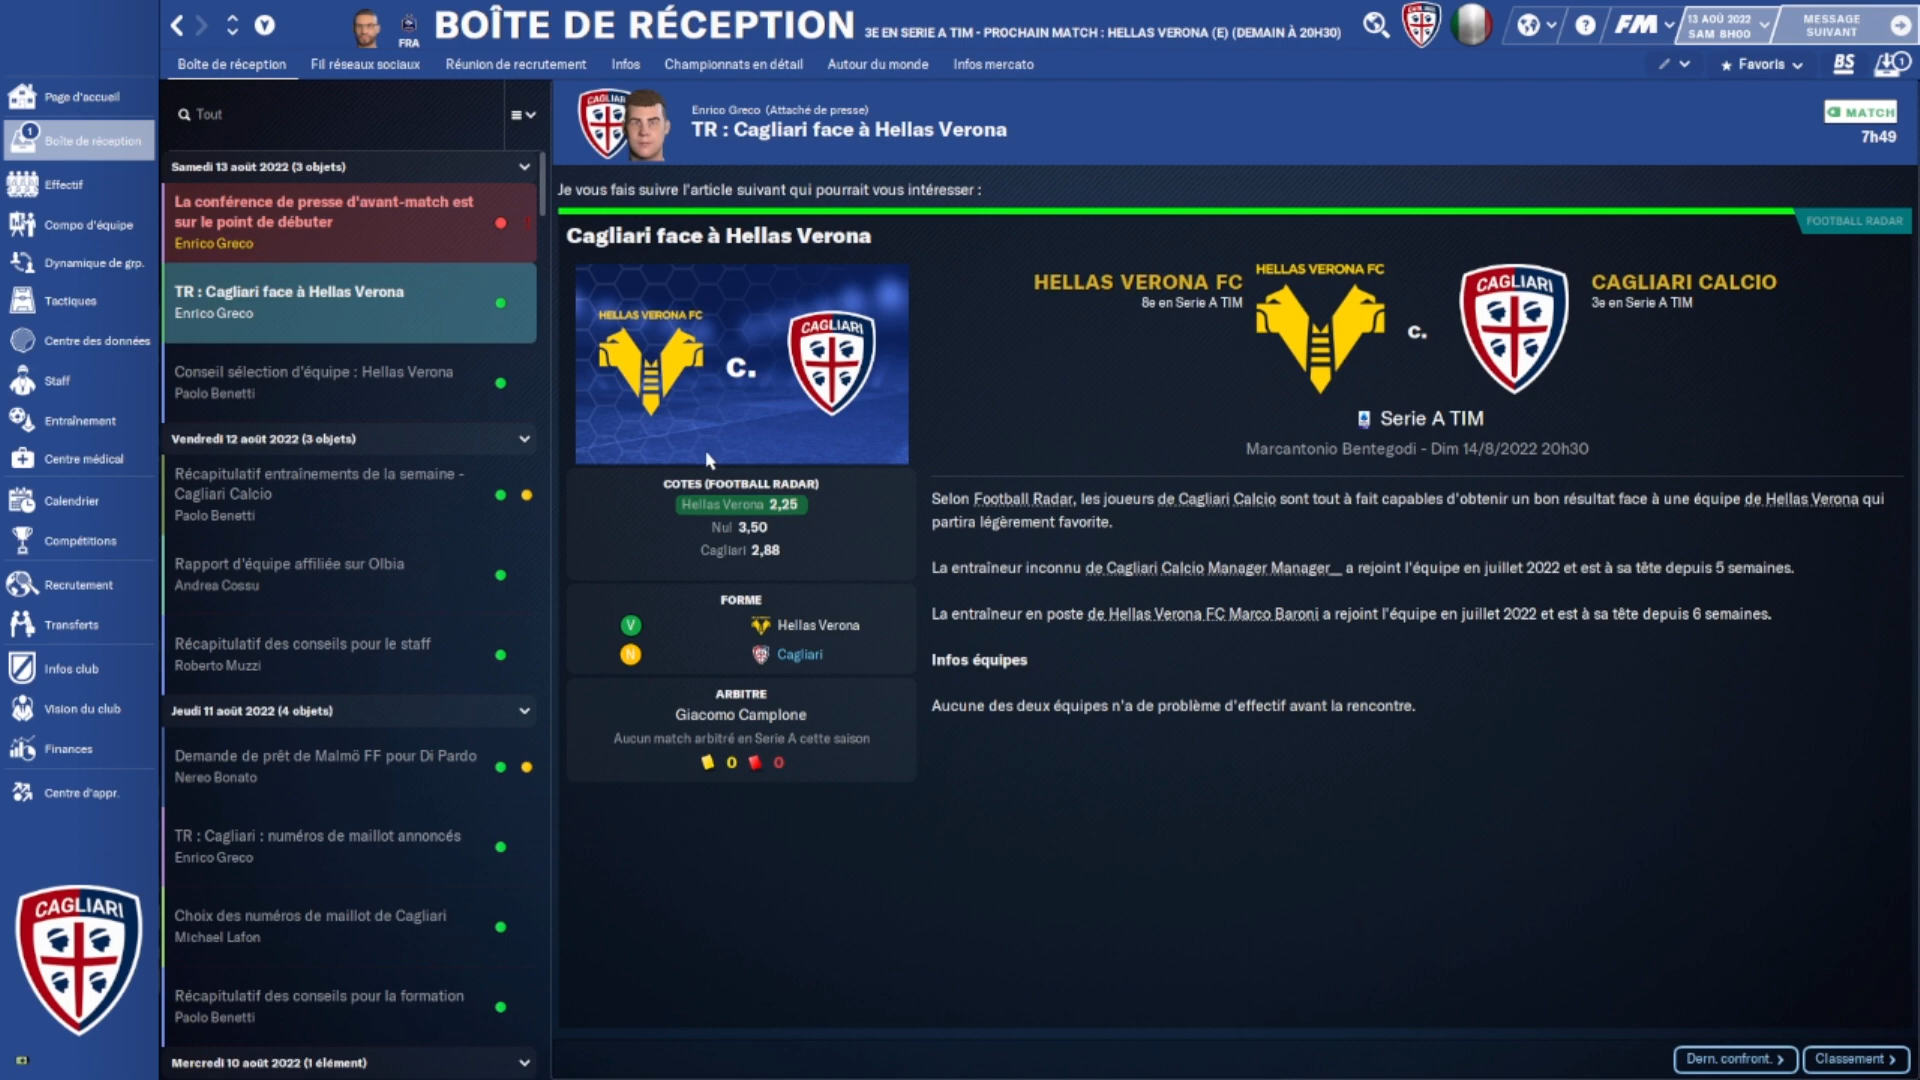 BOÎTE DE RÉCEPTION
3E EN SERIE A TIM - PROCHAIN MATCH : HELLAS VERONA (E) (DEMAIN À 20H30)
FRA
Y
?
FM
13 AOÛ 2022
SAM 8H00
MESSAGE
SUIVANT
Boîte de réception
Fil réseaux sociaux
Réunion de recrutement
Infos
Championnats en détail
Autour du monde
Infos mercato
Favoris
BS
1
Page d'accueil
1
Boîte de réception
Effectif
Compo d'équipe
Dynamique de grp.
Tactiques
Centre des données
Staff
Entraînement
Centre médical
Calendrier
Compétitions
Recrutement
Transferts
Infos club
Vision du club
Finances
Centre d'appr.
CAGLIARI
Tout
Samedi 13 août 2022 (3 objets)
La conférence de presse d'avant-match est
sur le point de débuter
Enrico Greco
TR : Cagliari face à Hellas Verona
Enrico Greco
Conseil sélection d'équipe : Hellas Verona
Paolo Benetti
Vendredi 12 août 2022 (3 objets)
Récapitulatif entraînements de la semaine -
Cagliari Calcio
Paolo Benetti
Rapport d'équipe affiliée sur Olbia
Andrea Cossu
Récapitulatif des conseils pour le staff
Roberto Muzzi
Jeudi 11 août 2022 (4 objets)
Demande de prêt de Malmö FF pour Di Pardo
Nereo Bonato
TR : Cagliari : numéros de maillot annoncés
Enrico Greco
Choix des numéros de maillot de Cagliari
Michael Lafon
Récapitulatif des conseils pour la formation
Paolo Benetti
Mercredi 10 août 2022 (1 élément)
CAGLIARI
Enrico Greco (Attaché de presse)
TR : Cagliari face à Hellas Verona
MATCH
7h49
Je vous fais suivre l'article suivant qui pourrait vous intéresser :
FOOTBALL RADAR
Cagliari face à Hellas Verona
HELLAS VERONA FC
c.
CAGLIARI
COTES (FOOTBALL RADAR)
Hellas Verona 2,25
Nul 3,50
Cagliari 2,88
FORME
V
Hellas Verona
N
Cagliari
ARBITRE
Giacomo Camplone
Aucun match arbitré en Serie A cette saison
0
0
HELLAS VERONA FC
8e en Serie A TIM
HELLAS VERONA FC
c.
CAGLIARI
CAGLIARI CALCIO
3e en Serie A TIM
Serie A TIM
Marcantonio Bentegodi - Dim 14/8/2022 20h30
Selon Football Radar, les joueurs de Cagliari Calcio sont tout à fait capables d'obtenir un bon résultat face à une équipe de Hellas Verona qui
partira légèrement favorite.
La entraîneur inconnu de Cagliari Calcio Manager Manager__ a rejoint l'équipe en juillet 2022 et est à sa tête depuis 5 semaines.
La entraîneur en poste de Hellas Verona FC Marco Baroni a rejoint l'équipe en juillet 2022 et est à sa tête depuis 6 semaines.
Infos équipes
Aucune des deux équipes n'a de problème d'effectif avant la rencontre.
Dern. confront.
Classement